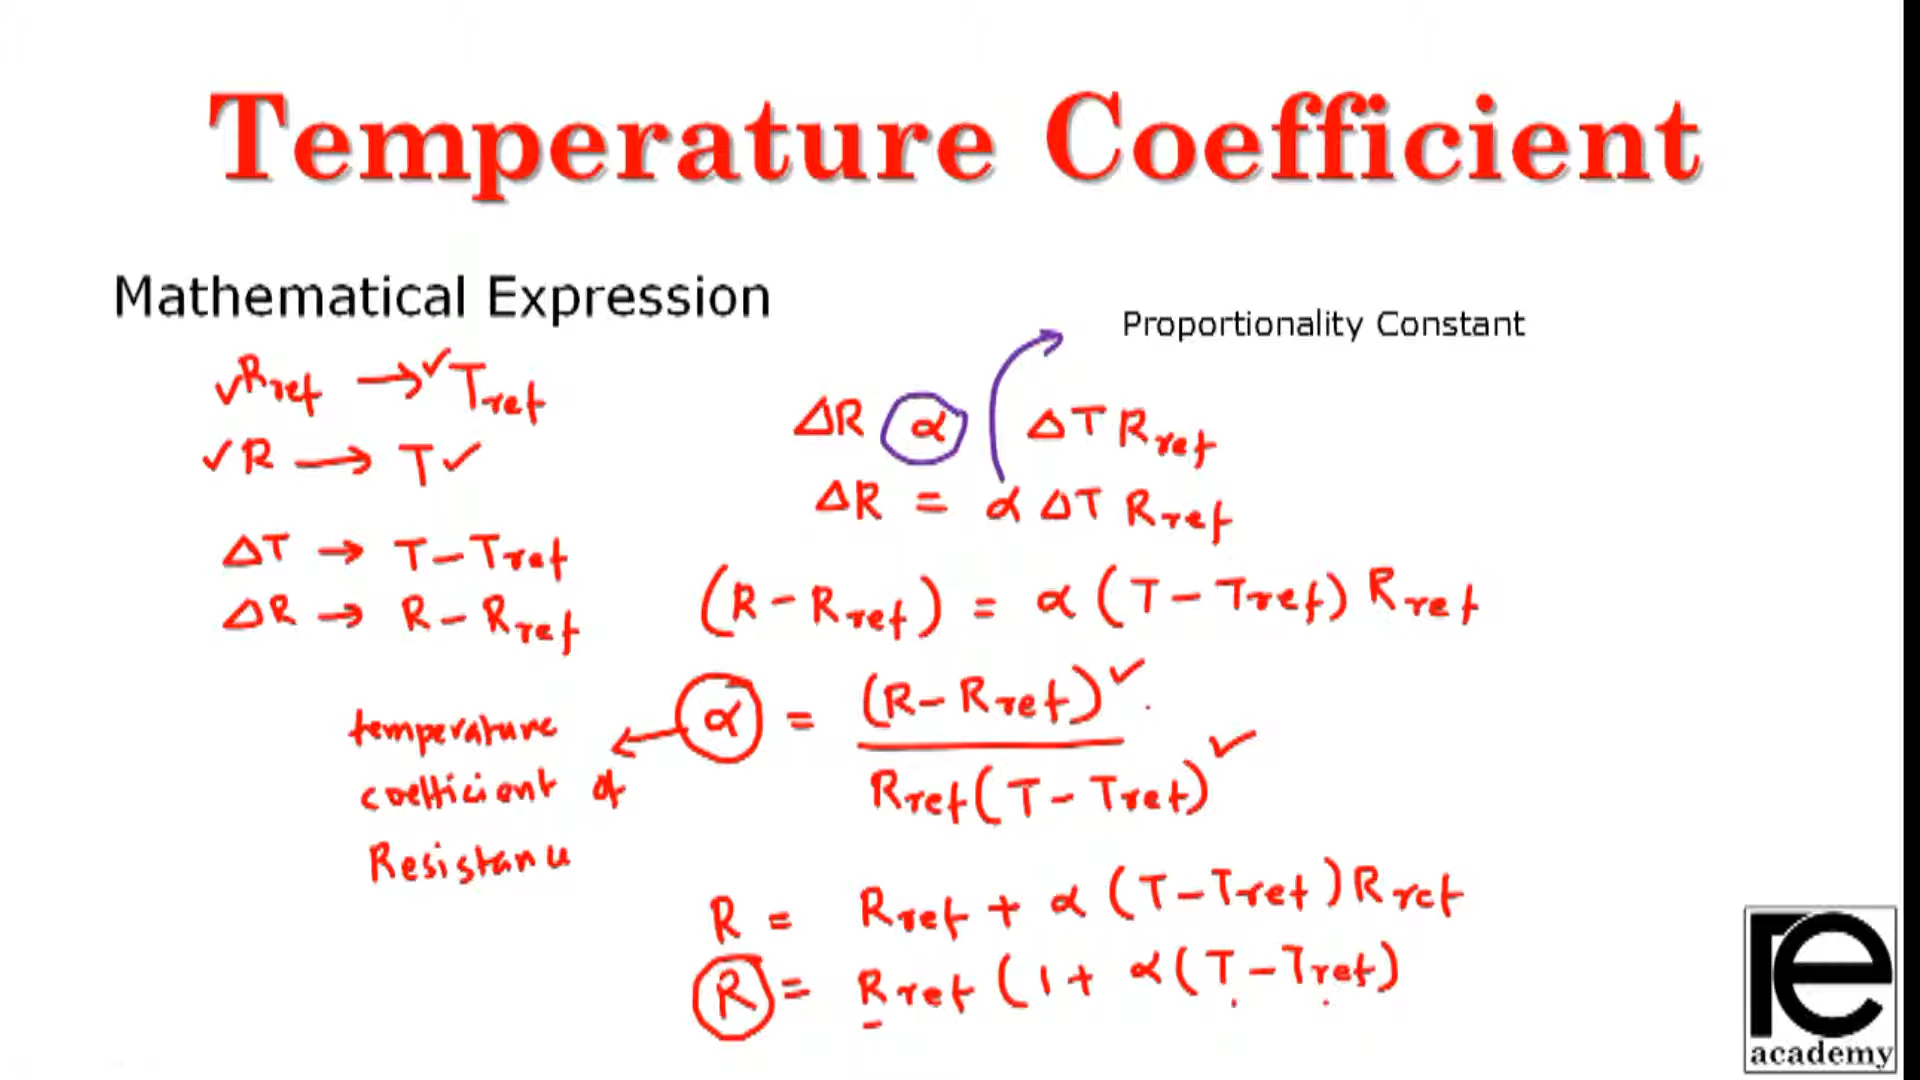 Temperature Coefficient
Mathematical Expression
Proportionality Constant
✓Rref → ✓Tref
✓R → T✓
ΔT → T-Tref
ΔR → R-Rref
ΔR α ΔT Rref
ΔR = α ΔT Rref
(R-Rref) = α (T-Tref) Rref
α = (R-Rref)✓
Rref(T-Tref)✓
temperature
coefficient of
Resistance
R = Rref + α (T-Tref)Rref
R = Rref (1 + α(T-Tref)
re
academy